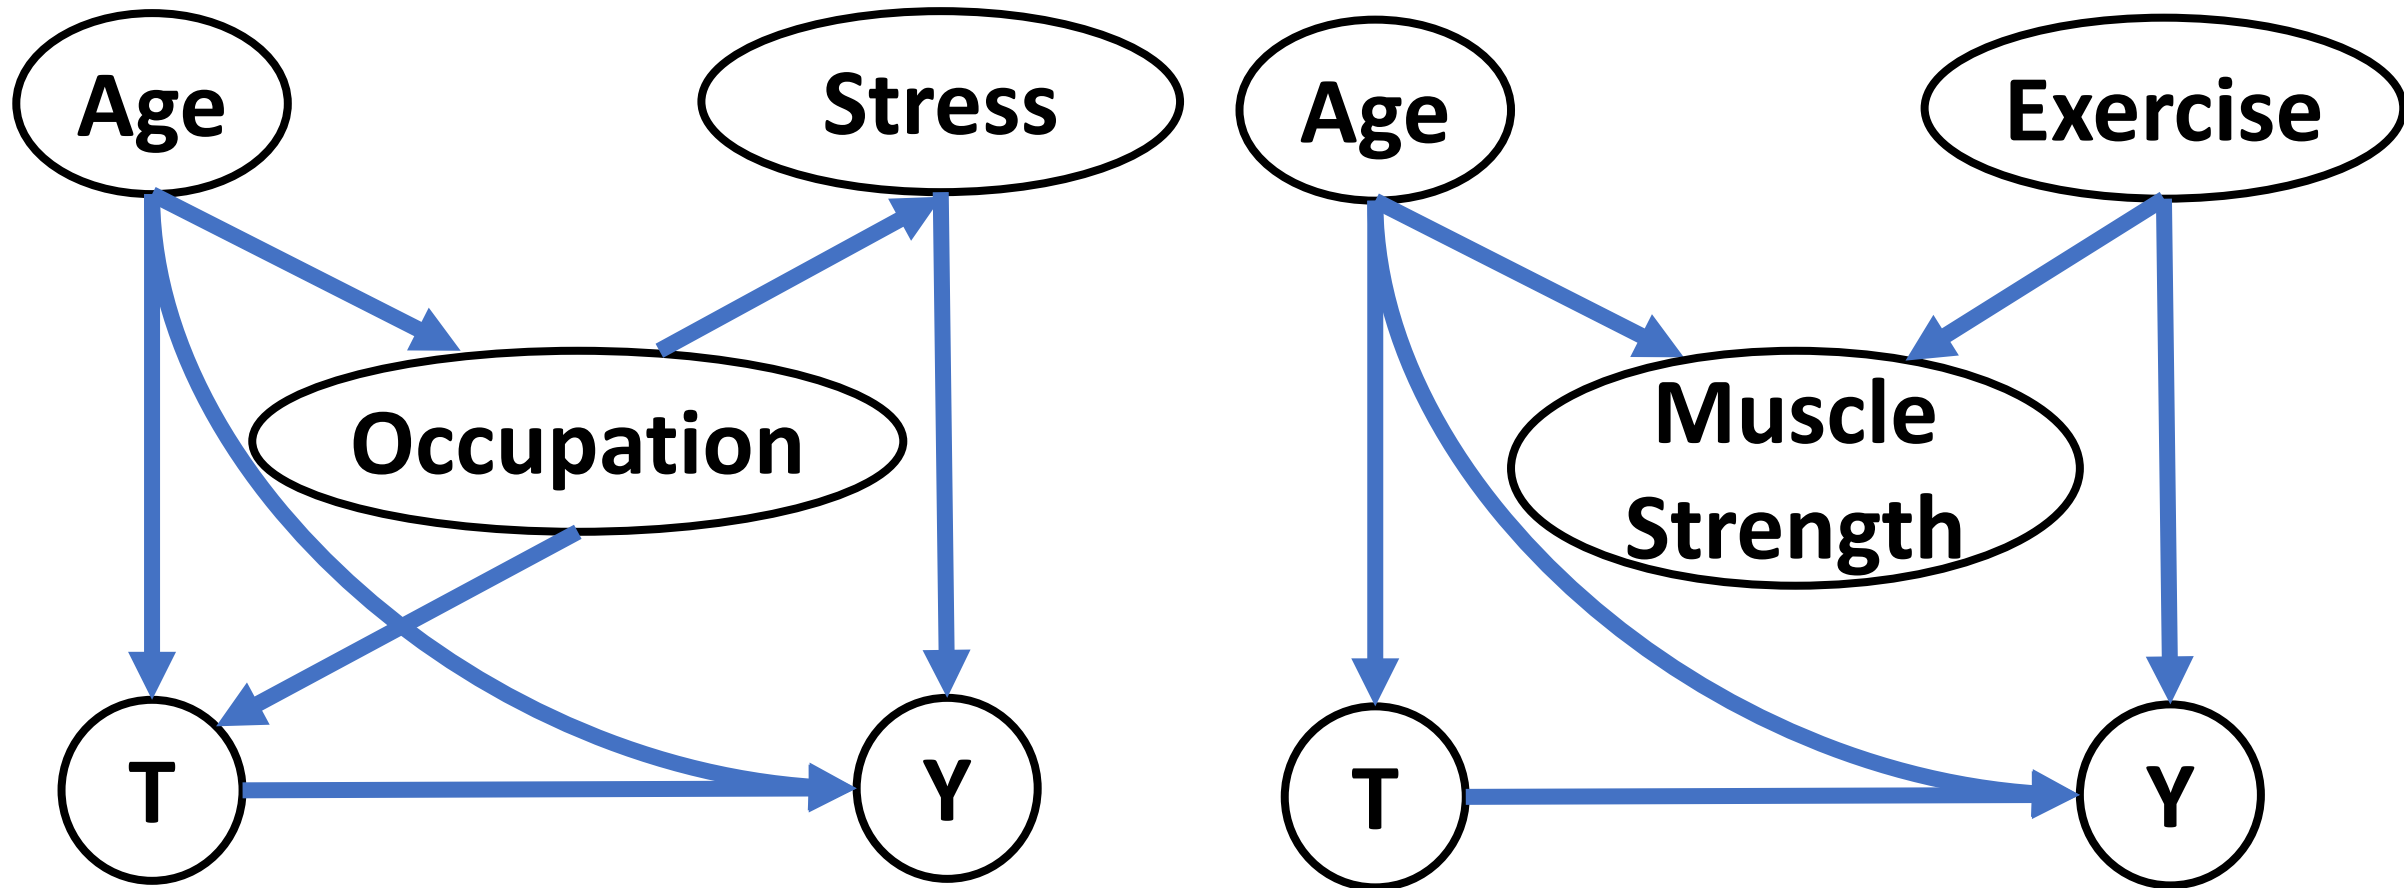 Age
Stress
Occupation
T
Y
Age
Exercise
Muscle
Strength
T
Y